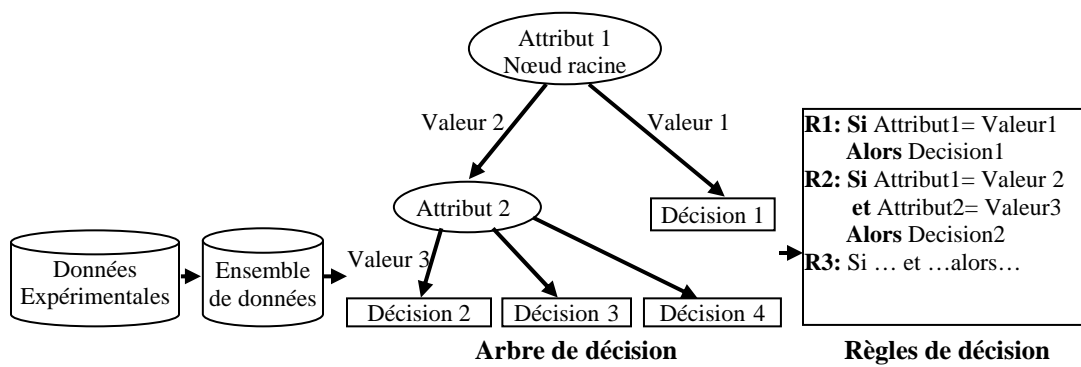 Attribut 1
Nœud racine
Valeur 2
Valeur 1
Attribut 2
Décision 1
Données
Expérimentales
Ensemble
de données
Valeur 3
Décision 2
Décision 3
Décision 4
Arbre de décision
R1: Si Attribut1= Valeur1
Alors Decision1
R2: Si Attribut1= Valeur 2
et Attribut2= Valeur3
Alors Decision2
R3: Si … et …alors…
Règles de décision